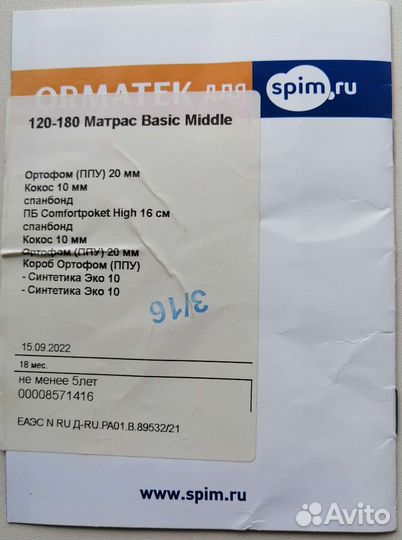 ORMATEK для spim.ru
120-180 Матрас Basic Middle
Ортофом (ППУ) 20 мм
Кокос 10 мм
спанбонд
ПБ Comfortpoket High 16 см
спанбонд
Кокос 10 мм
Ортофом (ППУ) 20 мм
Короб Ортофом (ППУ)
- Синтетика Эко 10
- Синтетика Эко 10
3/16
15.09.2022
18 мес.
не менее 5лет
00008571416
ЕАЭС N RU Д-RU.РА01.В.89532/21
www.spim.ru
Avito